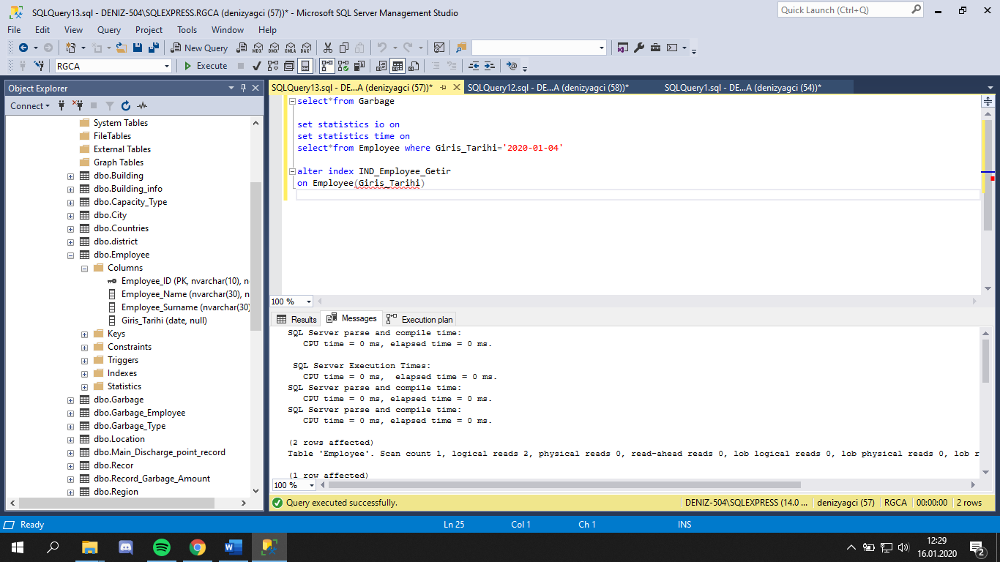 SQLQuery13.sql - DENIZ-504\SQLEXPRESS.RGCA (denizyagci (57))* - Microsoft SQL Server Management Studio
Quick Launch (Ctrl+Q)
File Edit View Query Project Tools Window Help
New Query
MDX DMX XMLA DAX
RGCA
Execute
Object Explorer
Connect
System Tables
FileTables
External Tables
Graph Tables
dbo.Building
dbo.Building_info
dbo.Capacity_Type
dbo.City
dbo.Countries
dbo.district
dbo.Employee
Columns
Employee_ID (PK, nvarchar(10), n
Employee_Name (nvarchar(30), n
Employee_Surname (nvarchar(30)
Giris_Tarihi (date, null)
Keys
Constraints
Triggers
Indexes
Statistics
dbo.Garbage
dbo.Garbage_Employee
dbo.Garbage_Type
dbo.Location
dbo.Main_Discharge_point_record
dbo.Recor
dbo.Record_Garbage_Amount
dbo.Region
SQLQuery13.sql - DE...A (denizyagci (57))*
SQLQuery12.sql - DE...A (denizyagci (58))*
SQLQuery1.sql - DE...A (denizyagci (54))*
select*from Garbage
set statistics io on
set statistics time on
select*from Employee where Giris_Tarihi='2020-01-04'
alter index IND_Employee_Getir
on Employee(Giris_Tarihi)
100 %
Results Messages Execution plan
SQL Server parse and compile time:
CPU time = 0 ms, elapsed time = 0 ms.
SQL Server Execution Times:
CPU time = 0 ms,  elapsed time = 0 ms.
SQL Server parse and compile time:
CPU time = 0 ms, elapsed time = 0 ms.
SQL Server parse and compile time:
CPU time = 0 ms, elapsed time = 0 ms.
(2 rows affected)
Table 'Employee'. Scan count 1, logical reads 2, physical reads 0, read-ahead reads 0, lob logical reads 0, lob physical reads 0, lob r
(1 row affected)
100 %
Query executed successfully.
DENIZ-504\SQLEXPRESS (14.0 ... denizyagci (57) RGCA 00:00:00 2 rows
Ready
Ln 25 Col 1 Ch 1 INS
12:29
16.01.2020
2